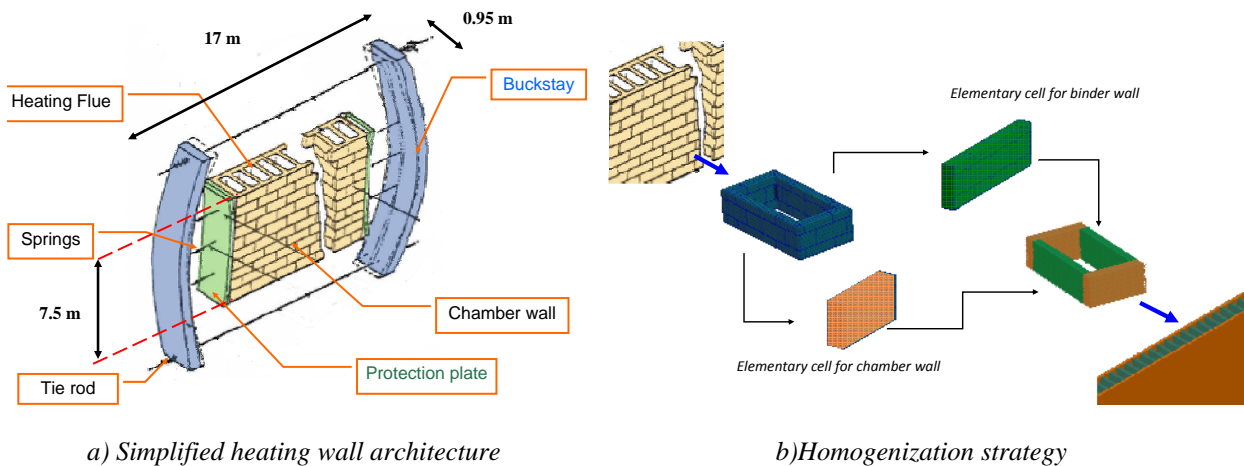 17 m
0.95 m
Heating Flue
Buckstay
Springs
7.5 m
Chamber wall
Tie rod
Protection plate
a) Simplified heating wall architecture
Elementary cell for binder wall
Elementary cell for chamber wall
b)Homogenization strategy